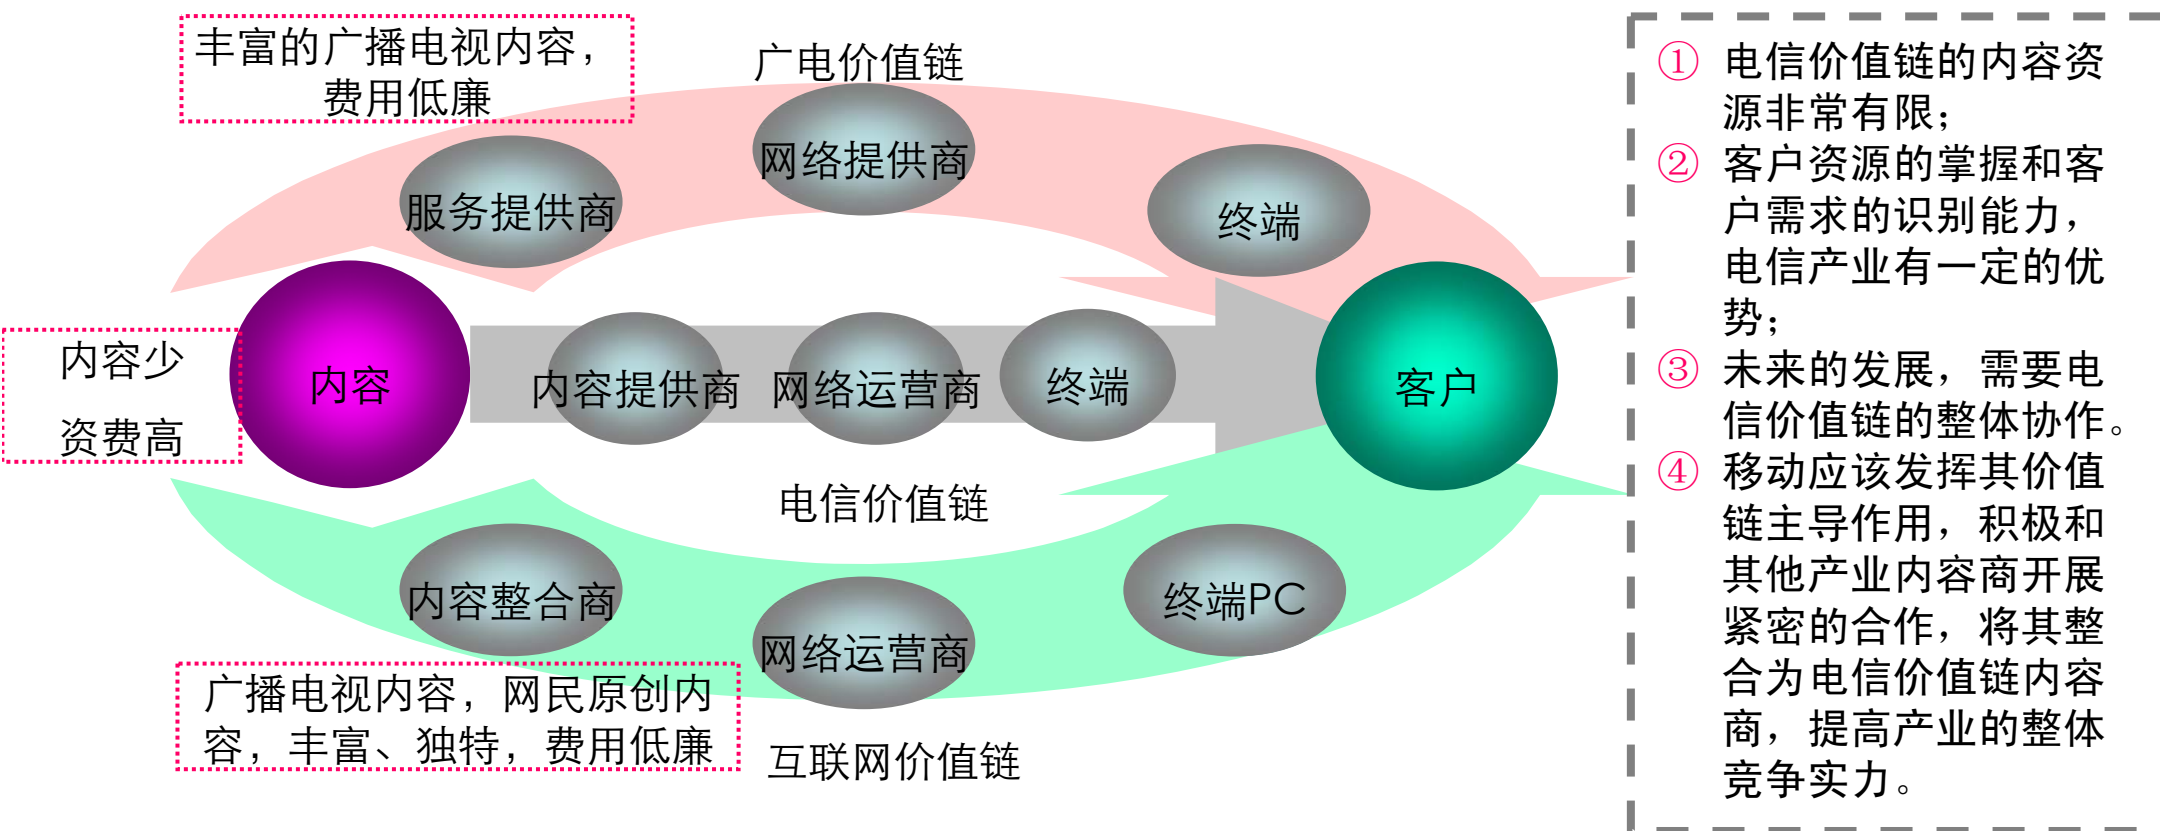 丰富的广播电视内容，
费用低廉
广电价值链
服务提供商
网络提供商
终端
内容少
资费高
内容
内容提供商
网络运营商
终端
客户
电信价值链
内容整合商
网络运营商
终端PC
广播电视内容，网民原创内
容，丰富、独特，费用低廉
互联网价值链
① 电信价值链的内容资
源非常有限；
② 客户资源的掌握和客
户需求的识别能力，
电信产业有一定的优
势；
③ 未来的发展，需要电
信价值链的整体协作。
④ 移动应该发挥其价值
链主导作用，积极和
其他产业内容商开展
紧密的合作，将其整
合为电信价值链内容
商，提高产业的整体
竞争实力。